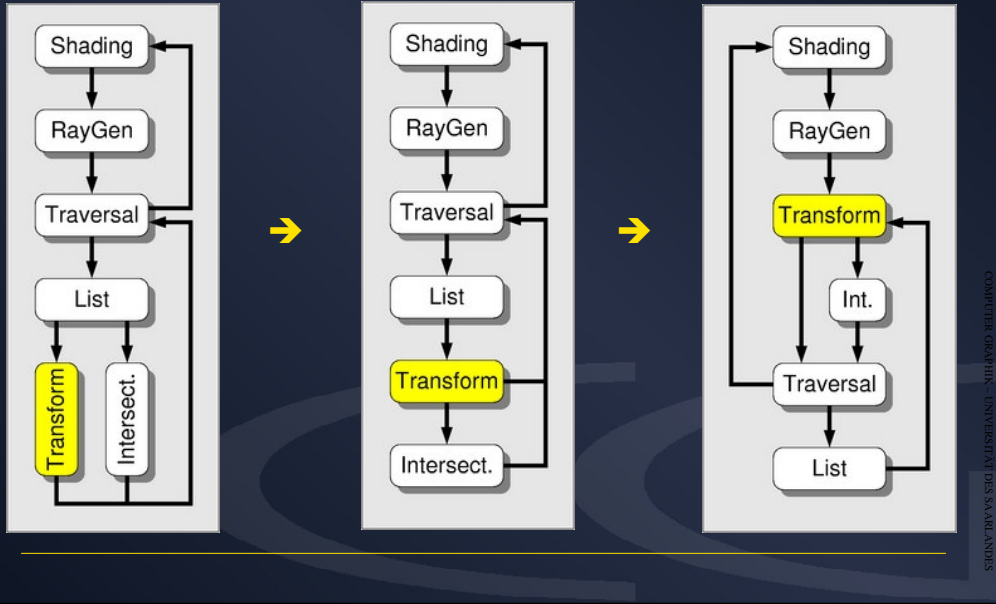 Shading
RayGen
Traversal
List
Transform
Intersect.
Shading
RayGen
Traversal
List
Transform
Intersect.
Shading
RayGen
Transform
Int.
Traversal
List
COMPUTER GRAPHIK – UNIVERSITÄT DES SAARLANDES